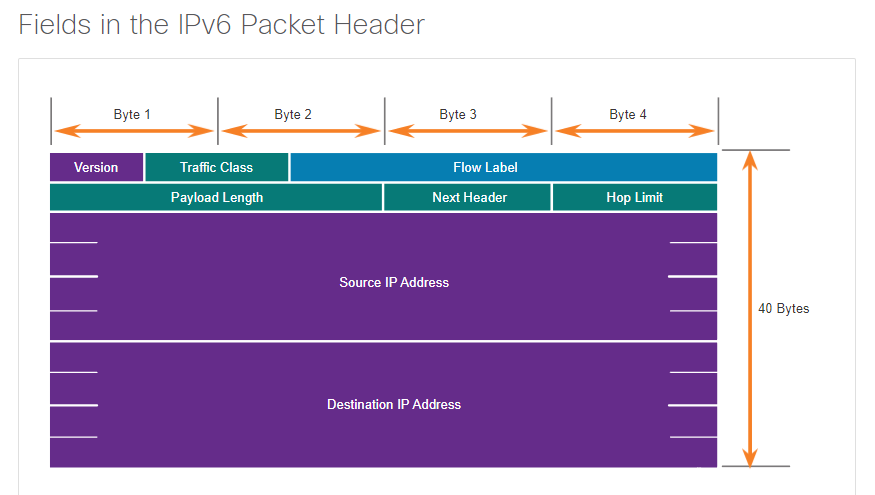 Fields in the IPv6 Packet Header
Byte 1 Byte 2 Byte 3 Byte 4
Version Traffic Class Flow Label
Payload Length Next Header Hop Limit
Source IP Address
40 Bytes
Destination IP Address